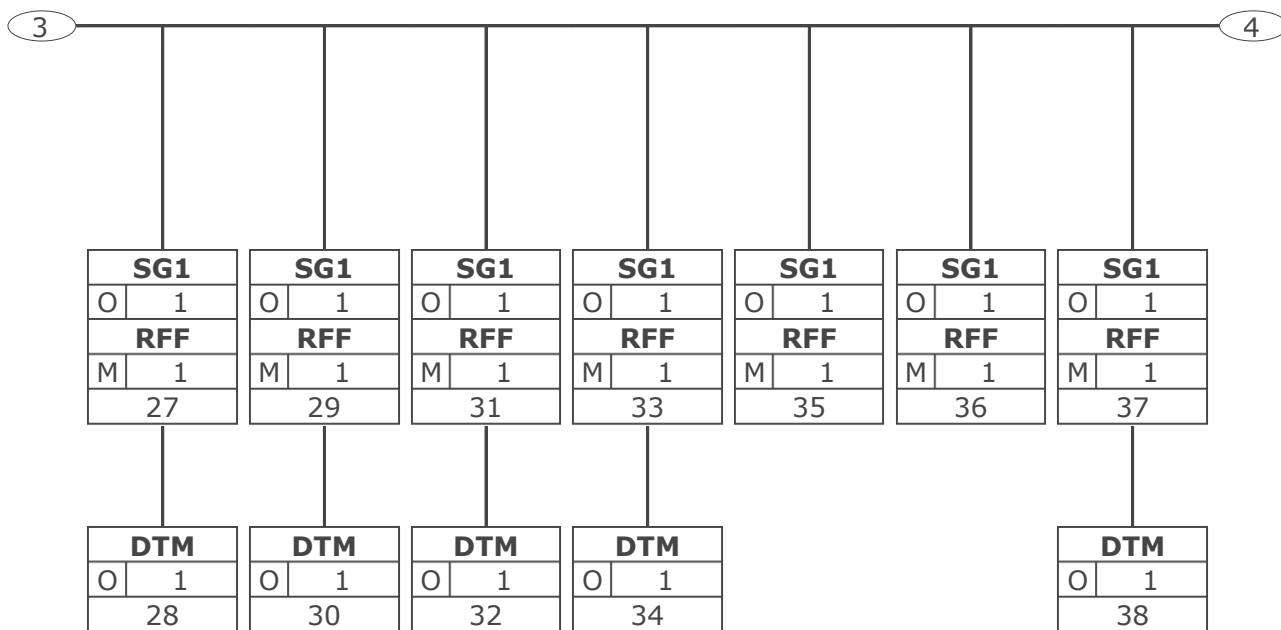 3 4
SG1 SG1 SG1 SG1 SG1 SG1 SG1
O 1 O 1 O 1 O 1 O 1 O 1 O 1
RFF RFF RFF RFF RFF RFF RFF
M 1 M 1 M 1 M 1 M 1 M 1 M 1
27 29 31 33 35 36 37
DTM DTM DTM DTM DTM
O 1 O 1 O 1 O 1 O 1
28 30 32 34 38